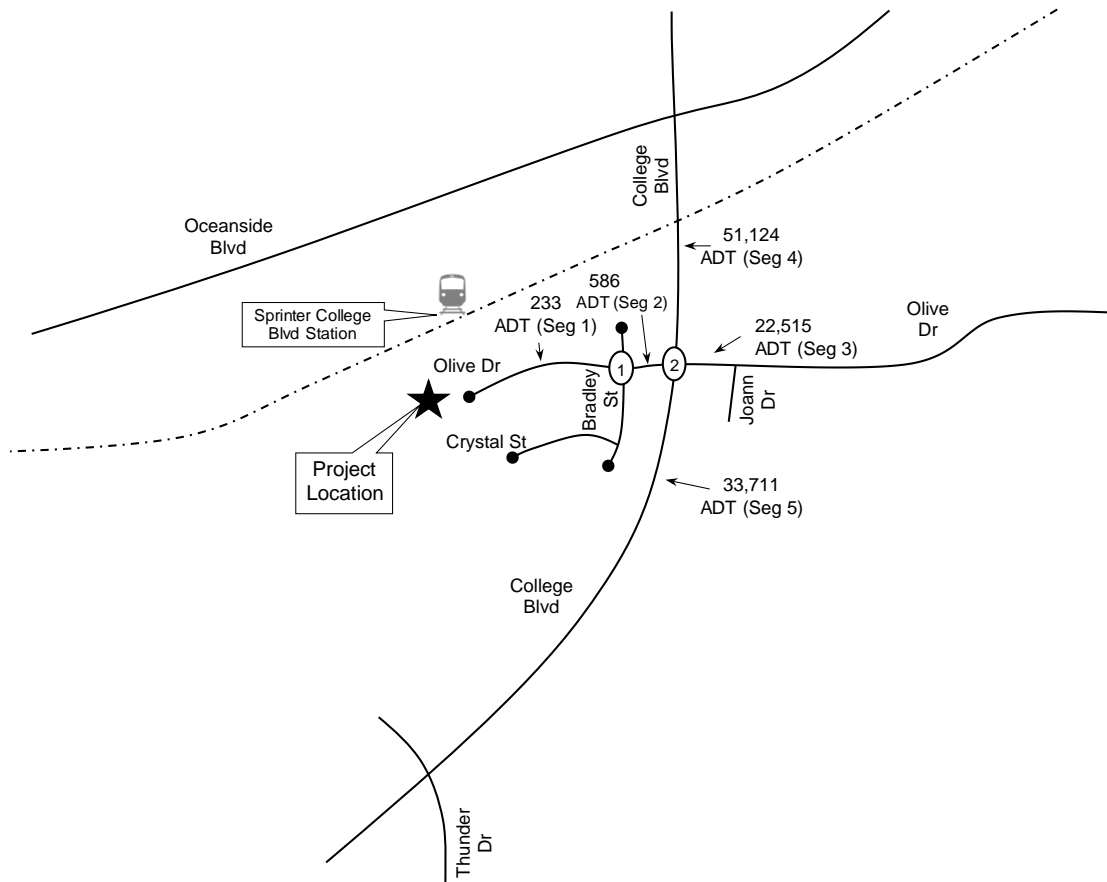 College
Blvd
Oceanside
Blvd
51,124
ADT (Seg 4)
586
ADT (Seg 2)
233
ADT (Seg 1)
Sprinter College
Blvd Station
Olive
Dr
22,515
ADT (Seg 3)
Olive Dr
1
2
Bradley
St
Joann
Dr
Crystal St
Project
Location
33,711
ADT (Seg 5)
College
Blvd
Thunder
Dr